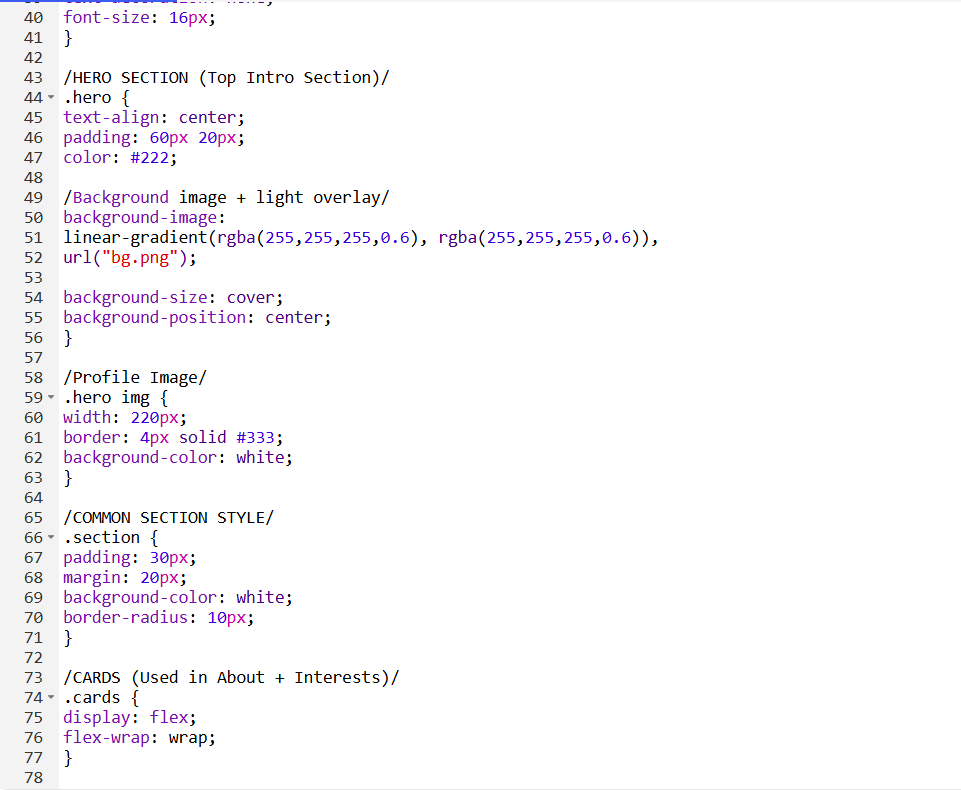 40 font-size: 16px;
41 }
42
43 /HERO SECTION (Top Intro Section)/
44 .hero {
45 text-align: center;
46 padding: 60px 20px;
47 color: #222;
48
49 /Background image + light overlay/
50 background-image:
51 linear-gradient(rgba(255,255,255,0.6), rgba(255,255,255,0.6)),
52 url("bg.png");
53
54 background-size: cover;
55 background-position: center;
56 }
57
58 /Profile Image/
59 .hero img {
60 width: 220px;
61 border: 4px solid #333;
62 background-color: white;
63 }
64
65 /COMMON SECTION STYLE/
66 .section {
67 padding: 30px;
68 margin: 20px;
69 background-color: white;
70 border-radius: 10px;
71 }
72
73 /CARDS (Used in About + Interests)/
74 .cards {
75 display: flex;
76 flex-wrap: wrap;
77 }
78